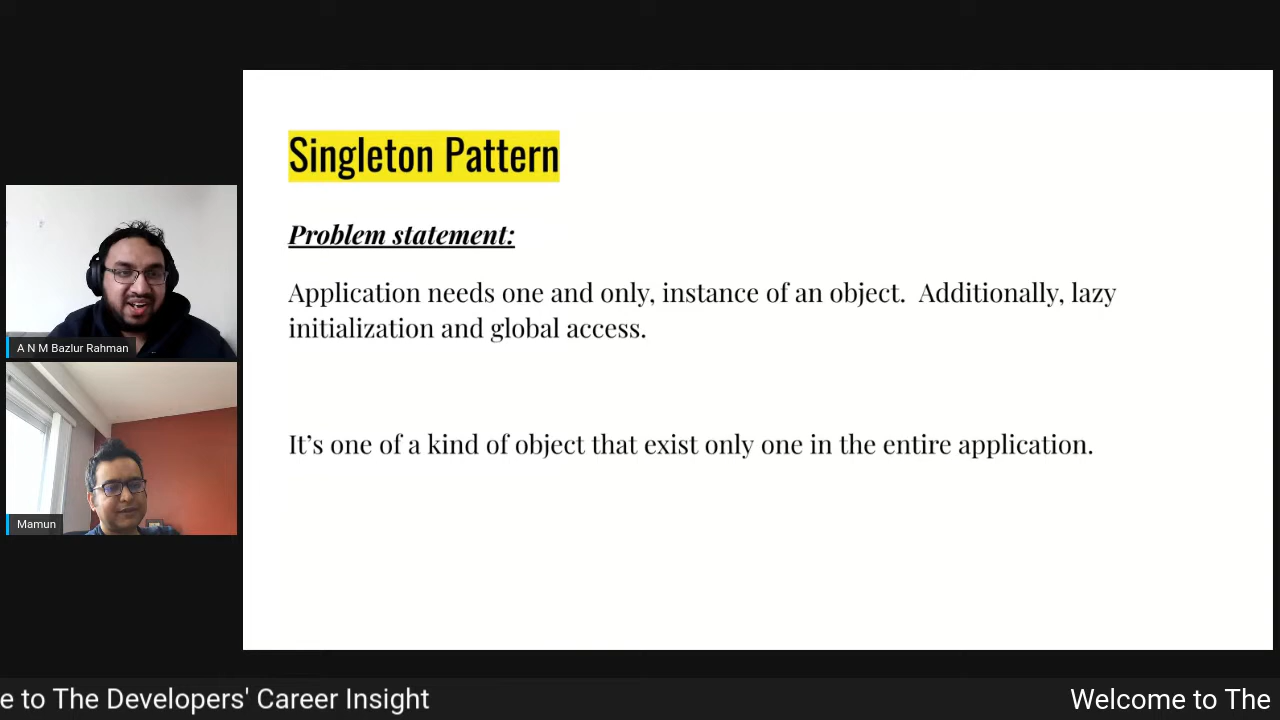 Singleton Pattern
Problem statement:
Application needs one and only, instance of an object.  Additionally, lazy
initialization and global access.
It's one of a kind of object that exist only one in the entire application.
A N M Bazlur Rahman
Mamun
e to The Developers' Career Insight
Welcome to The